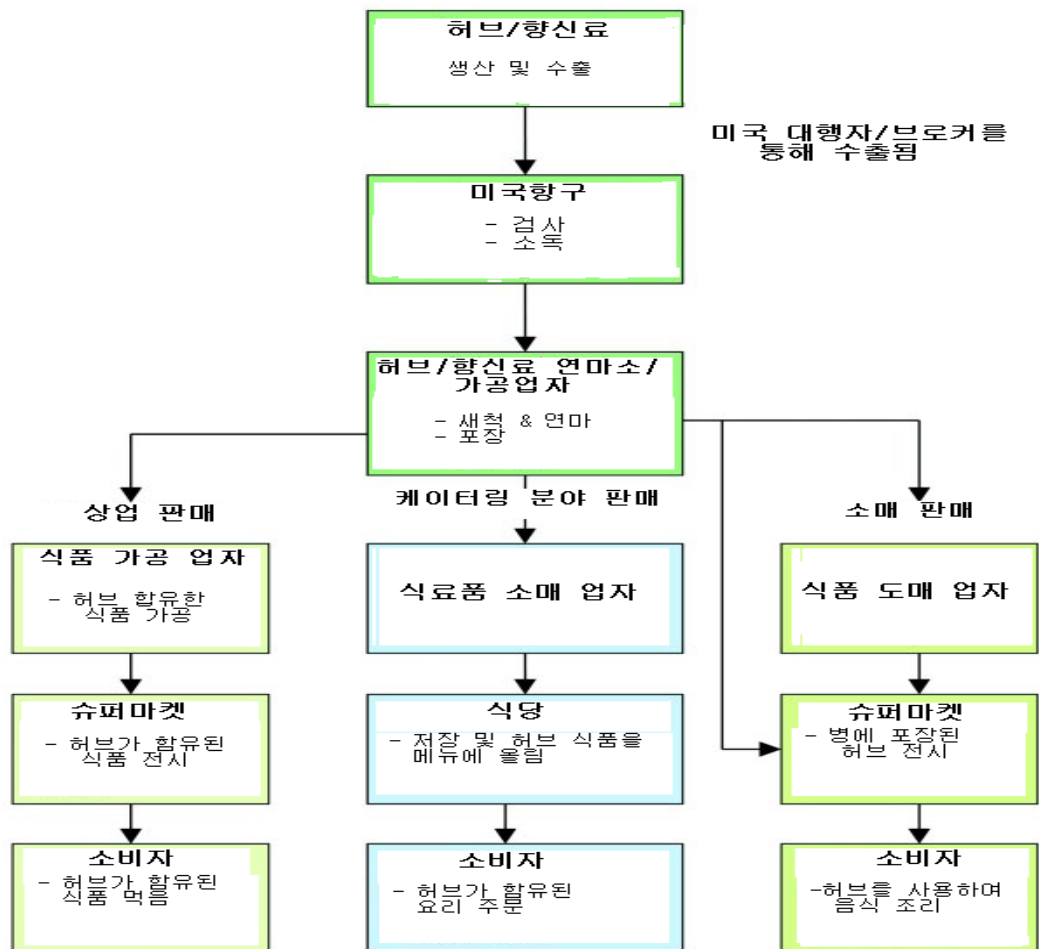 허브/향신료
생산 및 수출
미국 대행자/브로커를
통해 수출됨
미국항구
- 검사
- 소독
허브/향신료 연마소/
가공업자
- 새척 & 연마
- 포장
상업 판매
케이터링 분야 판매
소매 판매
식품 가공 업자
- 허브 함유한
식품 가공
식료품 소매 업자
식품 도매 업자
슈퍼마켓
- 허브가 함유된
식품 전시
식당
- 저장 및 허브 식품을
메뉴에 올림
슈퍼마켓
- 병에 포장된
허브 전시
소비자
- 허브가 함유된
식품 먹음
소비자
- 허브가 함유된
요리 주문
소비자
-허브를 사용하여
음식 조리